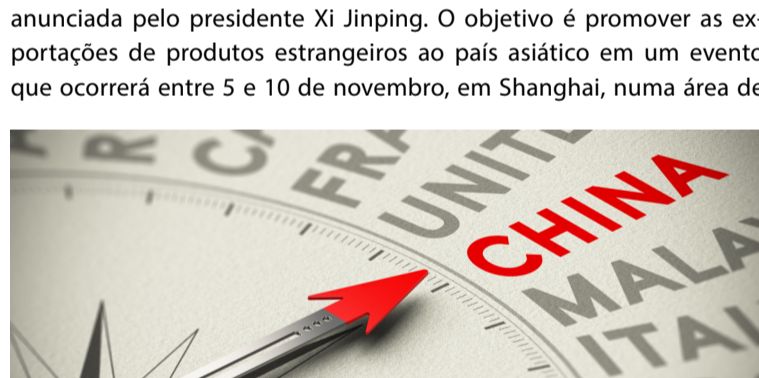 anunciada pelo presidente Xi Jinping. O objetivo é promover as ex-
portações de produtos estrangeiros ao país asiático em um evento
que ocorrerá entre 5 e 10 de novembro, em Shanghai, numa área de
CHINA